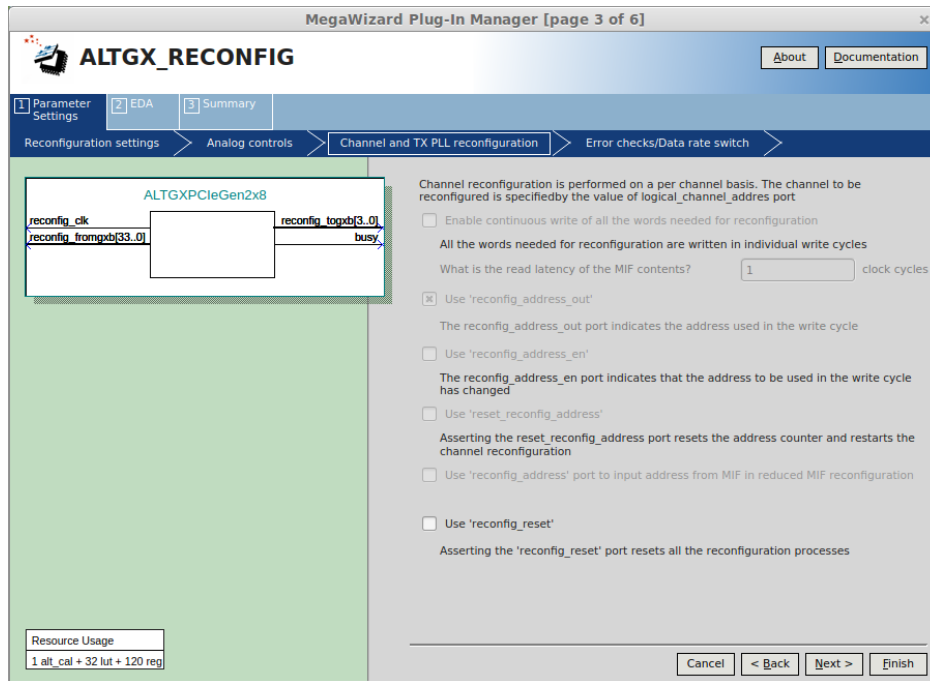 MegaWizard Plug-In Manager [page 3 of 6]
ALTGX_RECONFIG
About
Documentation
1 Parameter Settings
2 EDA
3 Summary
Reconfiguration settings
Analog controls
Channel and TX PLL reconfiguration
Error checks/Data rate switch
ALTGXPCIeGen2x8
reconfig_clk
reconfig_togxb[3..0]
reconfig_fromgxb[33..0]
busy
Channel reconfiguration is performed on a per channel basis. The channel to be
reconfigured is specifiedby the value of logical_channel_addres port
Enable continuous write of all the words needed for reconfiguration
All the words needed for reconfiguration are written in individual write cycles
What is the read latency of the MIF contents?
1
clock cycles
Use 'reconfig_address_out'
The reconfig_address_out port indicates the address used in the write cycle
Use 'reconfig_address_en'
The reconfig_address_en port indicates that the address to be used in the write cycle
has changed
Use 'reset_reconfig_address'
Asserting the reset_reconfig_address port resets the address counter and restarts the
channel reconfiguration
Use 'reconfig_address' port to input address from MIF in reduced MIF reconfiguration
Use 'reconfig_reset'
Asserting the 'reconfig_reset' port resets all the reconfiguration processes
Resource Usage
1 alt_cal + 32 lut + 120 reg
Cancel
< Back
Next >
Finish